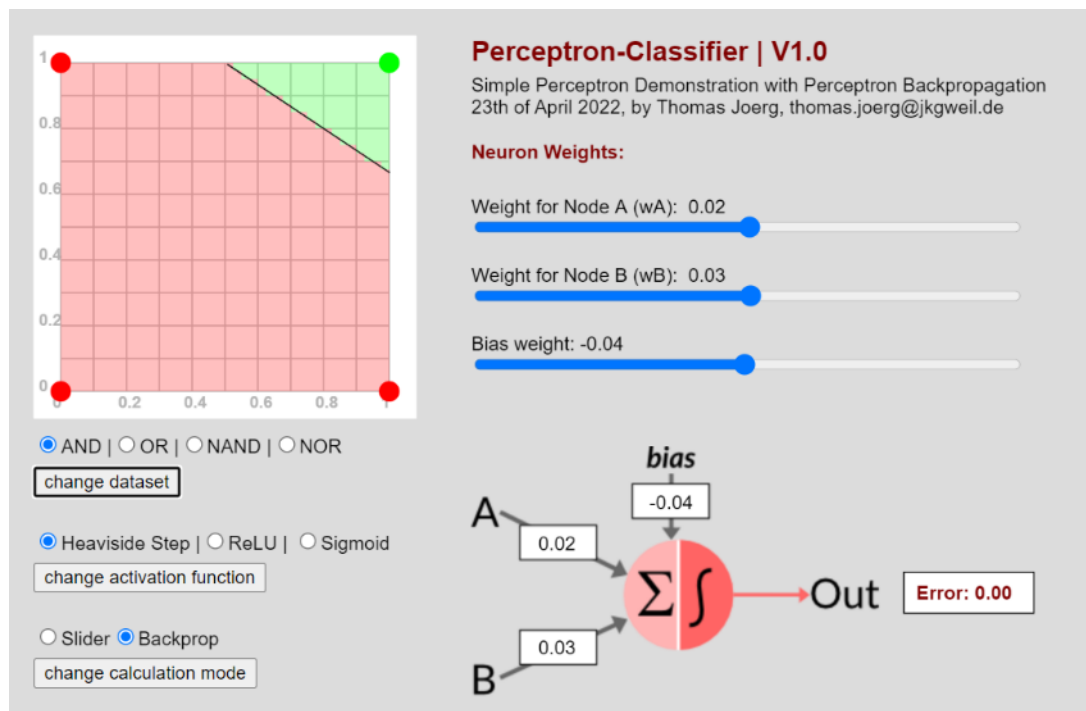 1
0.8
0.6
0.4
0.2
0
0 0.2 0.4 0.6 0.8 1
AND | OR | NAND | NOR
change dataset
Heaviside Step | ReLU | Sigmoid
change activation function
Slider Backprop
change calculation mode
Perceptron-Classifier | V1.0
Simple Perceptron Demonstration with Perceptron Backpropagation
23th of April 2022, by Thomas Joerg, thomas.joerg@jkgweil.de
Neuron Weights:
Weight for Node A (wA): 0.02
Weight for Node B (wB): 0.03
Bias weight: -0.04
bias
-0.04
A
0.02
Σ ∫
Out
Error: 0.00
0.03
B